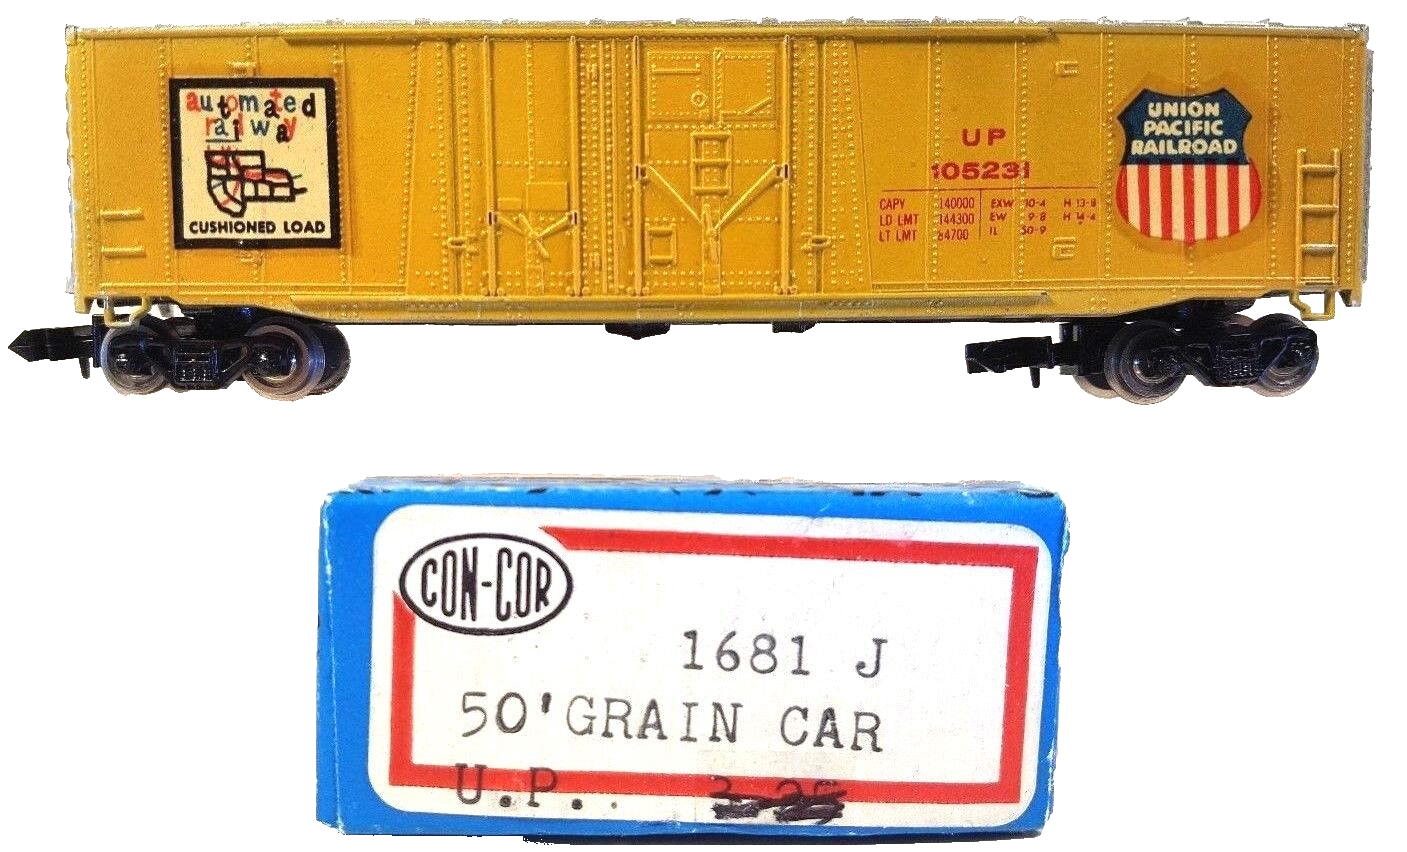 automated
railway
CUSHIONED LOAD
UP
105231
CAPY 140000 EXW 10-4 H 13-8
LD LMT 144300 EW 9-8 H 14-4
LT LMT 84700 IL 50-9
UNION
PACIFIC
RAILROAD
CON-COR
1681 J
50'GRAIN CAR
U.P.